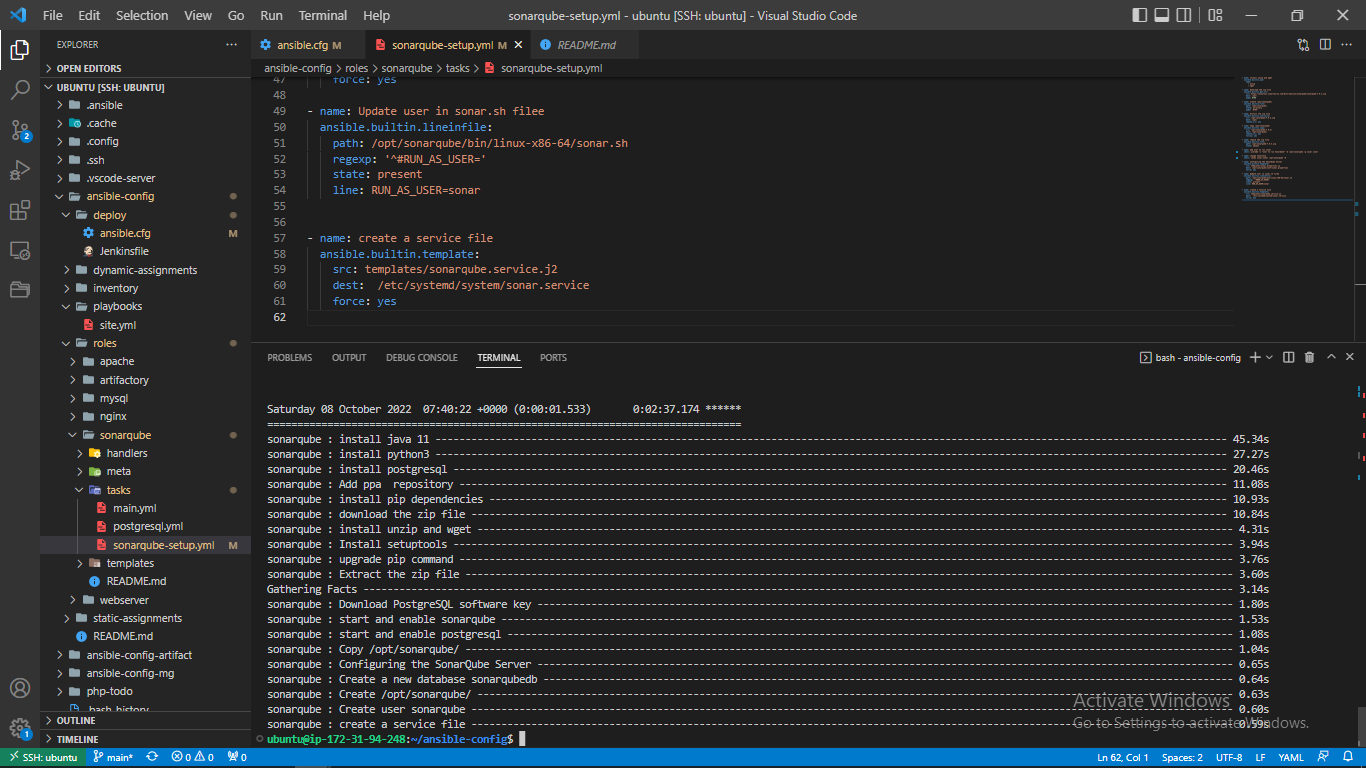 File Edit Selection View Go Run Terminal Help
sonarqube-setup.yml - ubuntu [SSH: ubuntu] - Visual Studio Code
EXPLORER
OPEN EDITORS
UBUNTU [SSH: UBUNTU]
.ansible
.cache
.config
.ssh
.vscode-server
ansible-config
deploy
ansible.cfg M
Jenkinsfile
dynamic-assignments
inventory
playbooks
site.yml
roles
apache
artifactory
mysql
nginx
sonarqube
handlers
meta
tasks
main.yml
postgresql.yml
sonarqube-setup.yml M
templates
README.md
webserver
static-assignments
README.md
ansible-config-artifact
ansible-config-mg
php-todo
.bash_history
OUTLINE
TIMELINE
2
1
ansible.cfg M
sonarqube-setup.yml M
README.md
ansible-config > roles > sonarqube > tasks > sonarqube-setup.yml
47 force: yes
48
49 - name: Update user in sonar.sh filee
50 ansible.builtin.lineinfile:
51 path: /opt/sonarqube/bin/linux-x86-64/sonar.sh
52 regexp: '^#RUN_AS_USER='
53 state: present
54 line: RUN_AS_USER=sonar
55
56
57 - name: create a service file
58 ansible.builtin.template:
59 src: templates/sonarqube.service.j2
60 dest:  /etc/systemd/system/sonar.service
61 force: yes
62
PROBLEMS OUTPUT DEBUG CONSOLE TERMINAL PORTS
bash - ansible-config
Saturday 08 October 2022  07:40:22 +0000 (0:00:01.533)       0:02:37.174 ******
===============================================================================
sonarqube : install java 11 ---- 45.34s
sonarqube : install python3 ---- 27.27s
sonarqube : install postgresql ---- 20.46s
sonarqube : Add ppa  repository ---- 11.08s
sonarqube : install pip dependencies ---- 10.93s
sonarqube : download the zip file ---- 10.84s
sonarqube : install unzip and wget ---- 4.31s
sonarqube : Install setuptools ---- 3.94s
sonarqube : upgrade pip command ---- 3.76s
sonarqube : Extract the zip file ---- 3.60s
Gathering Facts ---- 3.14s
sonarqube : Download PostgreSQL software key ---- 1.80s
sonarqube : start and enable sonarqube ---- 1.53s
sonarqube : start and enable postgresql ---- 1.08s
sonarqube : Copy /opt/sonarqube/ ---- 1.04s
sonarqube : Configuring the SonarQube Server ---- 0.65s
sonarqube : Create a new database sonarqubedb ---- 0.64s
sonarqube : Create /opt/sonarqube/ ---- 0.63s
sonarqube : Create user sonarqube ---- 0.60s
sonarqube : create a service file ---- 0.59s
ubuntu@ip-172-31-94-248:~/ansible-config$
Activate Windows
Go to Settings to activate Windows.
SSH: ubuntu main* 0 0 0
Ln 62, Col 1 Spaces: 2 UTF-8 LF YAML